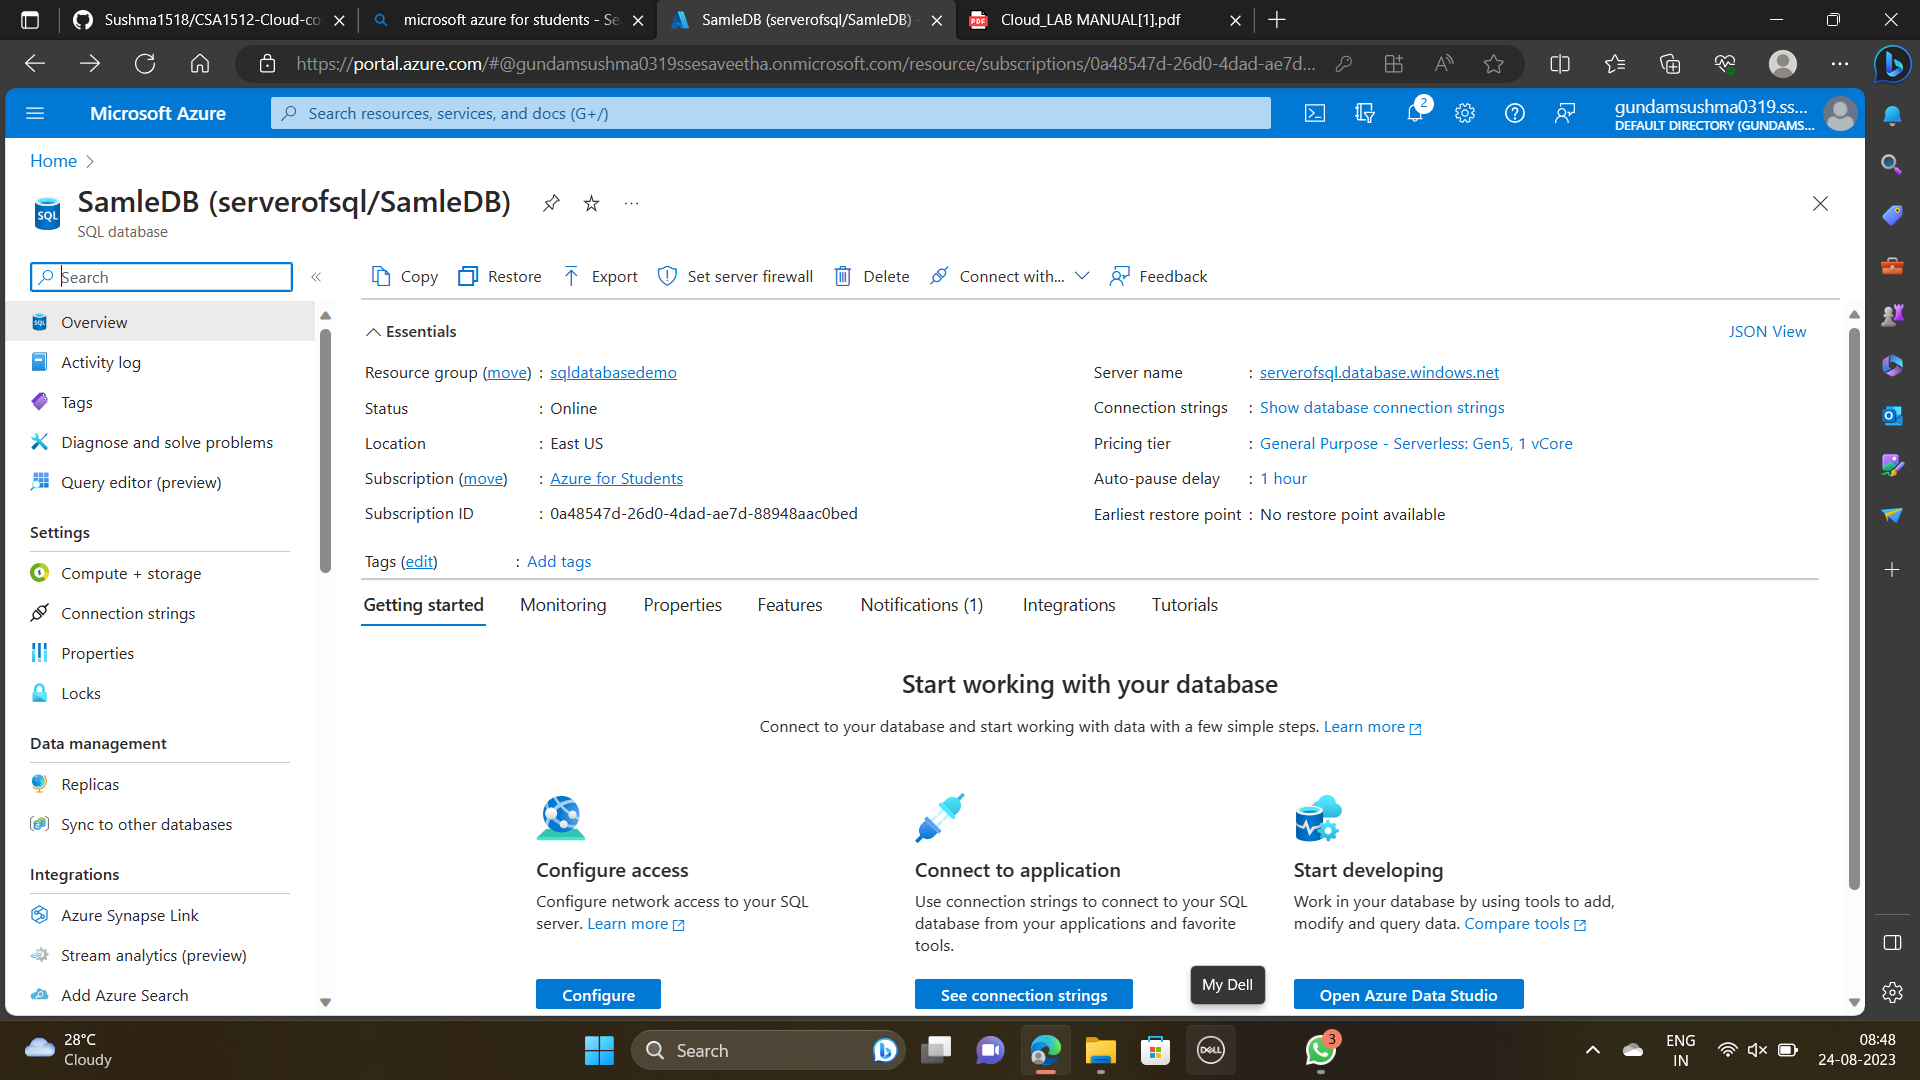 Sushma1518/CSA1512-Cloud-co
microsoft azure for students - Se
SamleDB (serverofsql/SamleDB) -
Cloud_LAB MANUAL[1].pdf
https://portal.azure.com/#@gundamsushma0319ssesaveetha.onmicrosoft.com/resource/subscriptions/0a48547d-26d0-4dad-ae7d...
Microsoft Azure
Search resources, services, and docs (G+/)
2
gundamsushma0319.ss...
DEFAULT DIRECTORY (GUNDAMS...
Home
SamleDB (serverofsql/SamleDB)
SQL
SQL database
Search
Copy
Restore
Export
Set server firewall
Delete
Connect with...
Feedback
Overview
Activity log
Tags
Diagnose and solve problems
Query editor (preview)
Settings
Compute + storage
Connection strings
Properties
Locks
Data management
Replicas
Sync to other databases
Integrations
Azure Synapse Link
Stream analytics (preview)
Add Azure Search
Essentials
JSON View
Resource group (move) : sqldatabasedemo
Status : Online
Location : East US
Subscription (move) : Azure for Students
Subscription ID : 0a48547d-26d0-4dad-ae7d-88948aac0bed
Server name : serverofsql.database.windows.net
Connection strings : Show database connection strings
Pricing tier : General Purpose - Serverless: Gen5, 1 vCore
Auto-pause delay : 1 hour
Earliest restore point : No restore point available
Tags (edit) : Add tags
Getting started
Monitoring
Properties
Features
Notifications (1)
Integrations
Tutorials
Start working with your database
Connect to your database and start working with data with a few simple steps. Learn more
Configure access
Configure network access to your SQL
server. Learn more
Configure
Connect to application
Use connection strings to connect to your SQL
database from your applications and favorite
tools.
See connection strings
Start developing
Work in your database by using tools to add,
modify and query data. Compare tools
Open Azure Data Studio
My Dell
28°C
Cloudy
Search
DELL
3
ENG
IN
08:48
24-08-2023